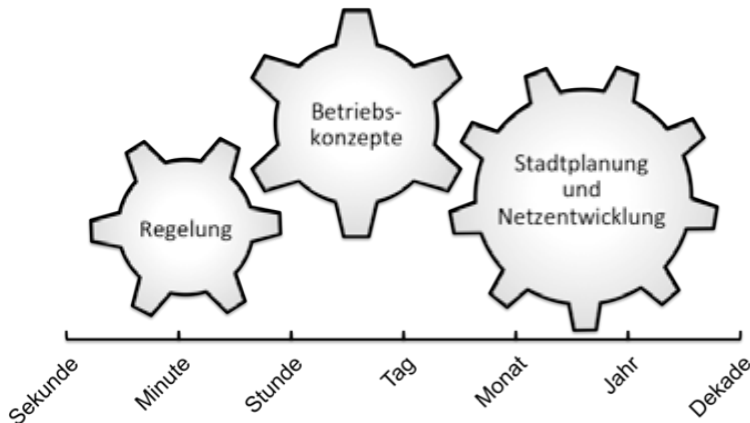 Betriebs-
konzepte
Stadtplanung
und
Netzentwicklung
Regelung
Sekunde
Minute
Stunde
Tag
Monat
Jahr
Dekade